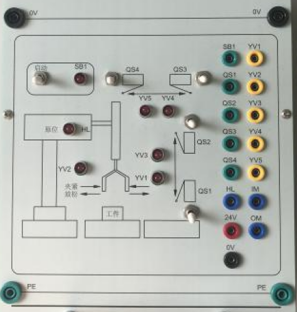 0V 0V
启动 SB1
QS4 QS3
SB1 YV1
QS1 YV2
YV5 YV4
QS2 YV3
原位 HL
QS3 YV4
QS2
YV3
QS4 YV5
YV2
YV1
夹紧
放松
QS1
HL IM
工件
24V OM
0V
PE PE